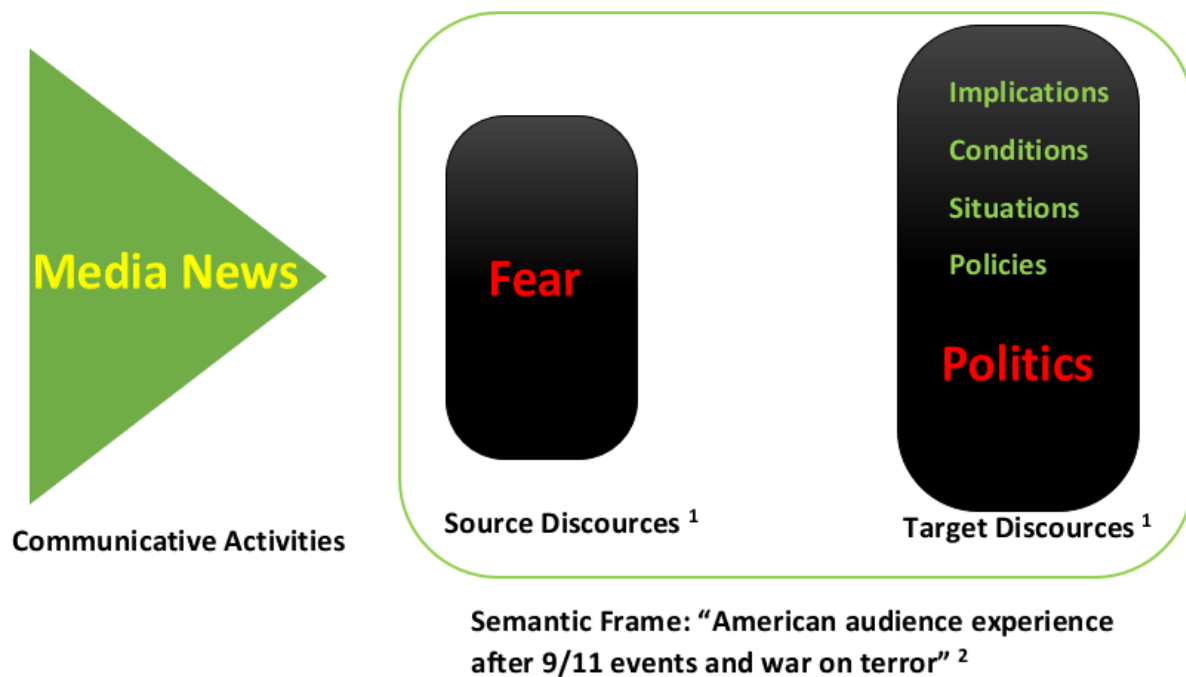 Media News
Communicative Activities
Fear
Source Discources 1
Implications
Conditions
Situations
Policies
Politics
Target Discources 1
Semantic Frame: “American audience experience
after 9/11 events and war on terror” 2